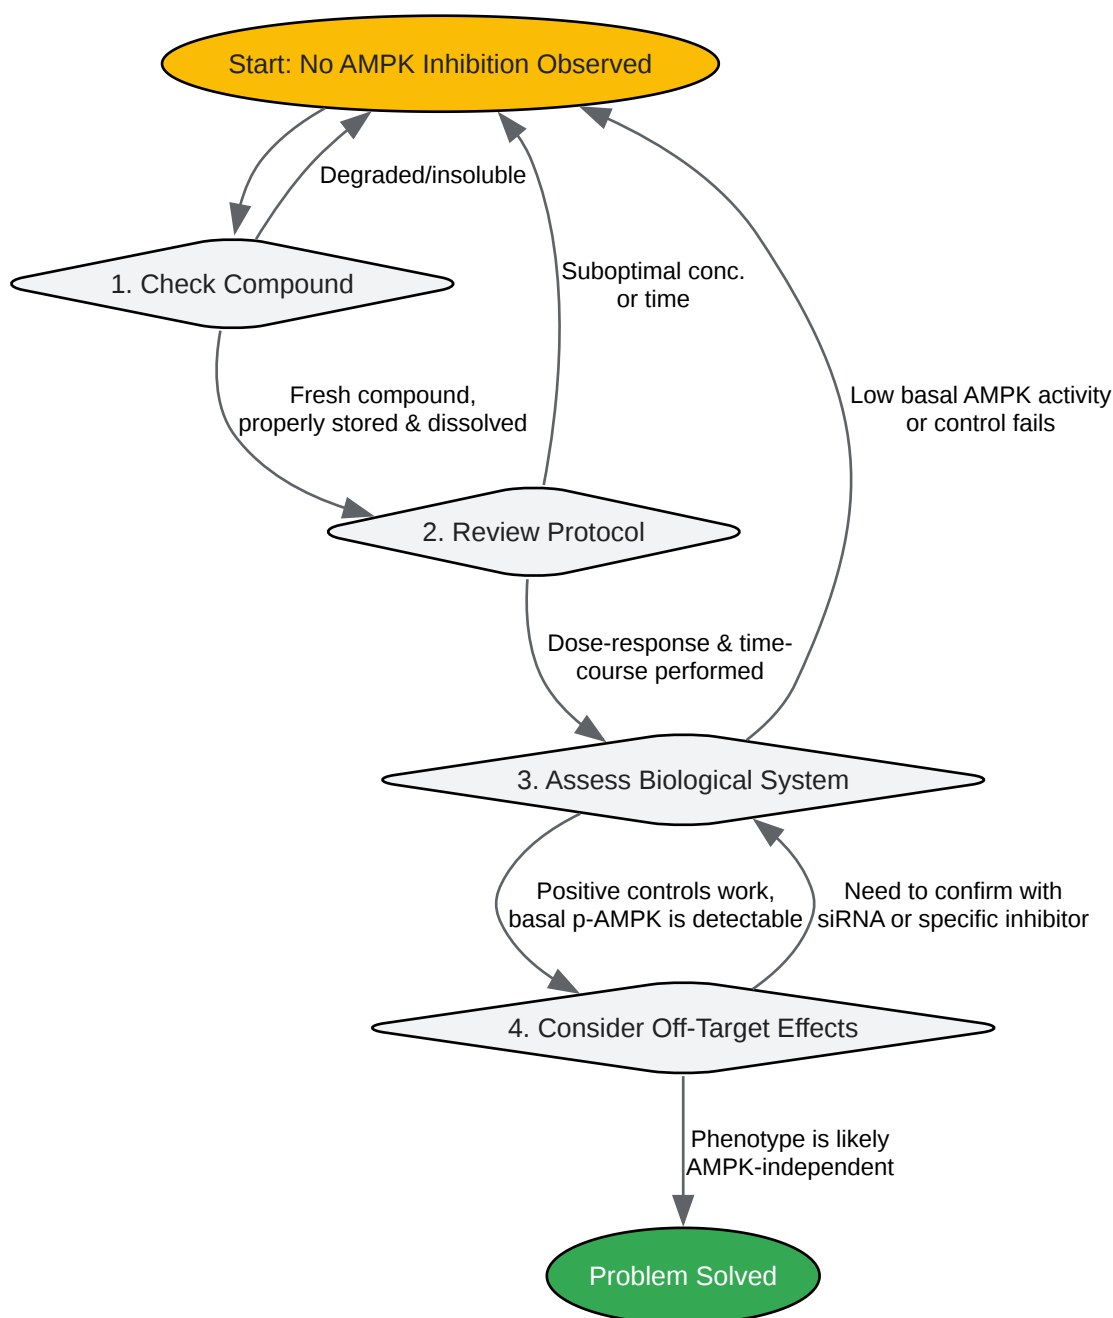 Start: No AMPK Inhibition Observed
Degraded/insoluble
1. Check Compound
Suboptimal conc.
or time
Fresh compound,
properly stored & dissolved
Low basal AMPK activity
or control fails
2. Review Protocol
Dose-response & time-
course performed
3. Assess Biological System
Positive controls work,
basal p-AMPK is detectable
Need to confirm with
siRNA or specific inhibitor
4. Consider Off-Target Effects
Phenotype is likely
AMPK-independent
Problem Solved